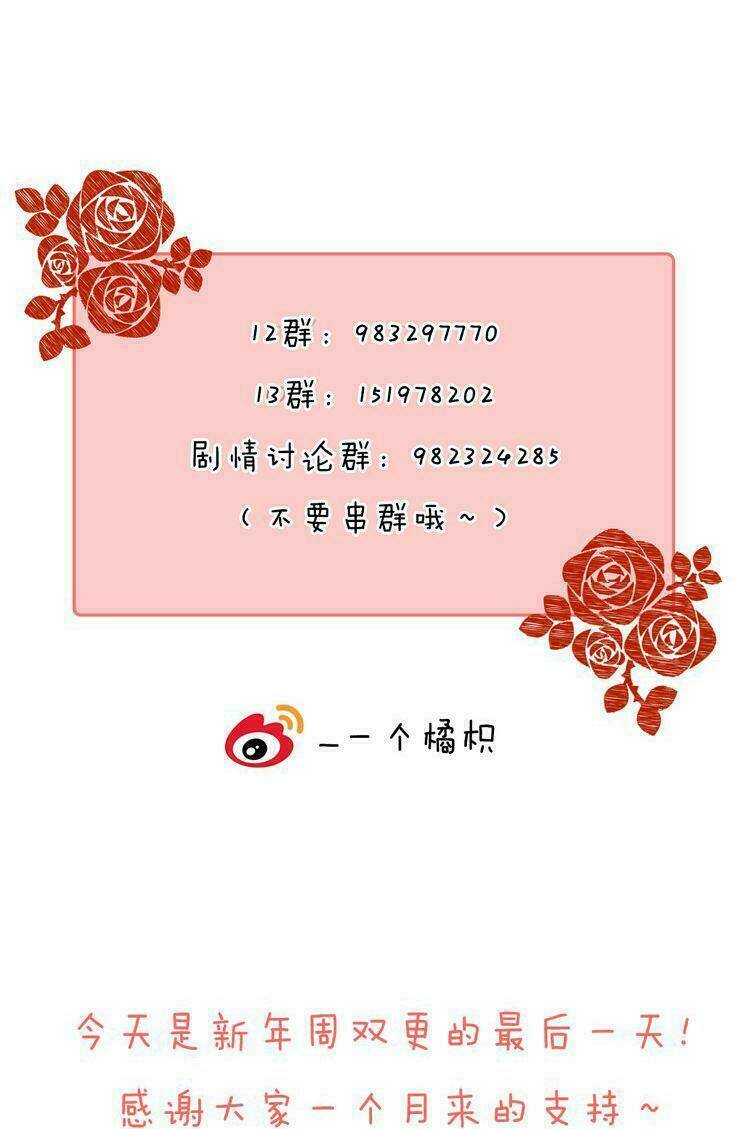 12群：983297770
13群：151978202
剧情讨论群：982324285
（不要串群哦~）
_一个橘枳
今天是新年周双更的最后一天！
感谢大家一个月来的支持~